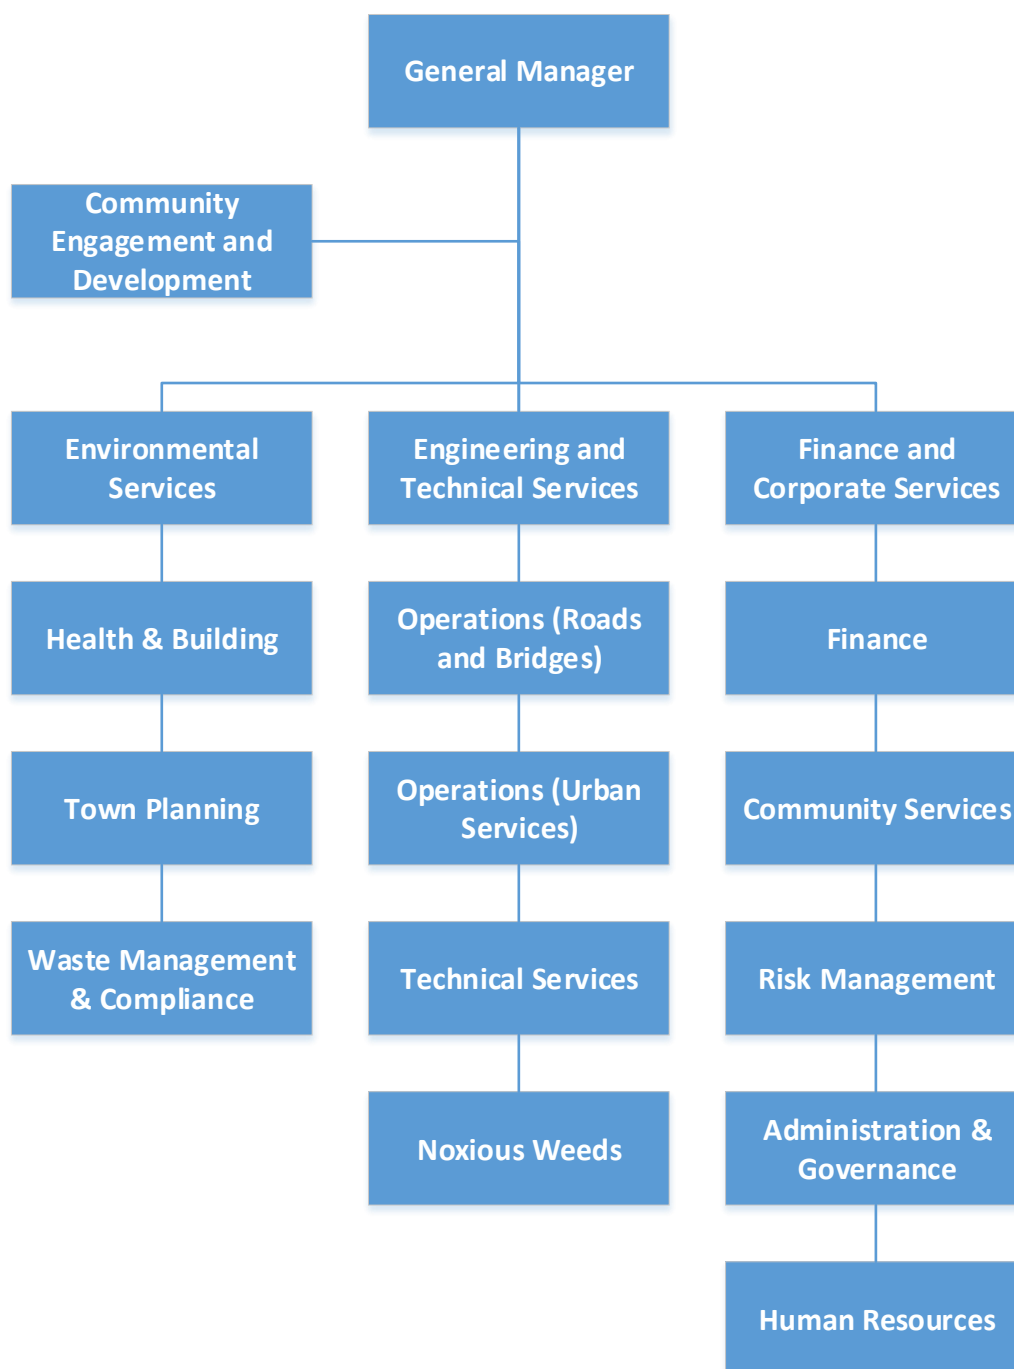 General Manager
Community
Engagement and
Development
Environmental
Services
Engineering and
Technical Services
Finance and
Corporate Services
Health & Building
Operations (Roads
and Bridges)
Finance
Town Planning
Operations (Urban
Services)
Community Services
Waste Management
& Compliance
Technical Services
Risk Management
Noxious Weeds
Administration &
Governance
Human Resources